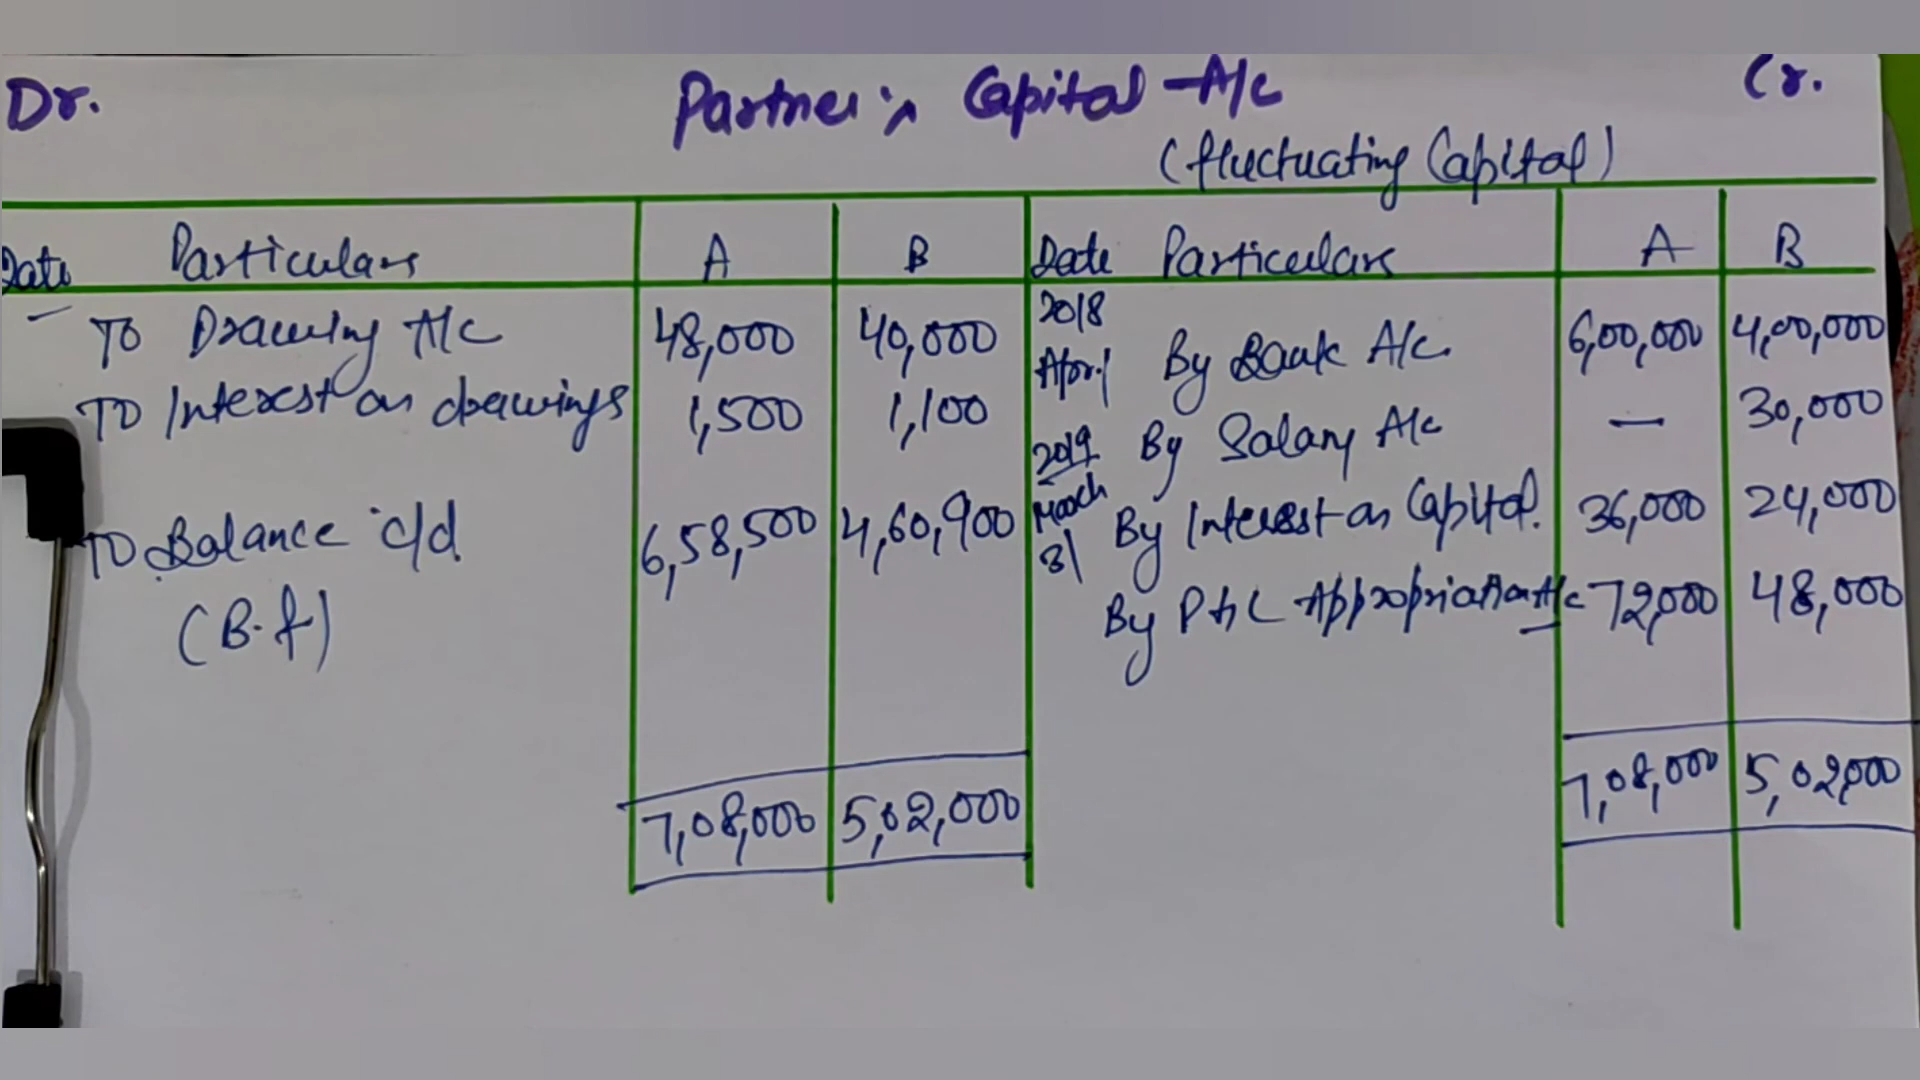 Dr. Partner's Capital A/c Cr.
(fluctuating Capital)
Date Particulars A B Date Particulars A B
To Drawing A/c 48,000 40,000 2018 Apr.1 By Bank A/c 6,00,000 4,00,000
To Interest on drawings 1,500 1,100 By Salary A/c — 30,000
To Balance c/d 6,58,500 4,60,900 2019 March 31 By Interest on Capital. 36,000 24,000
(B.f) By P & L Appropriation A/c 72,000 48,000
7,08,000 5,02,000 7,08,000 5,02,000